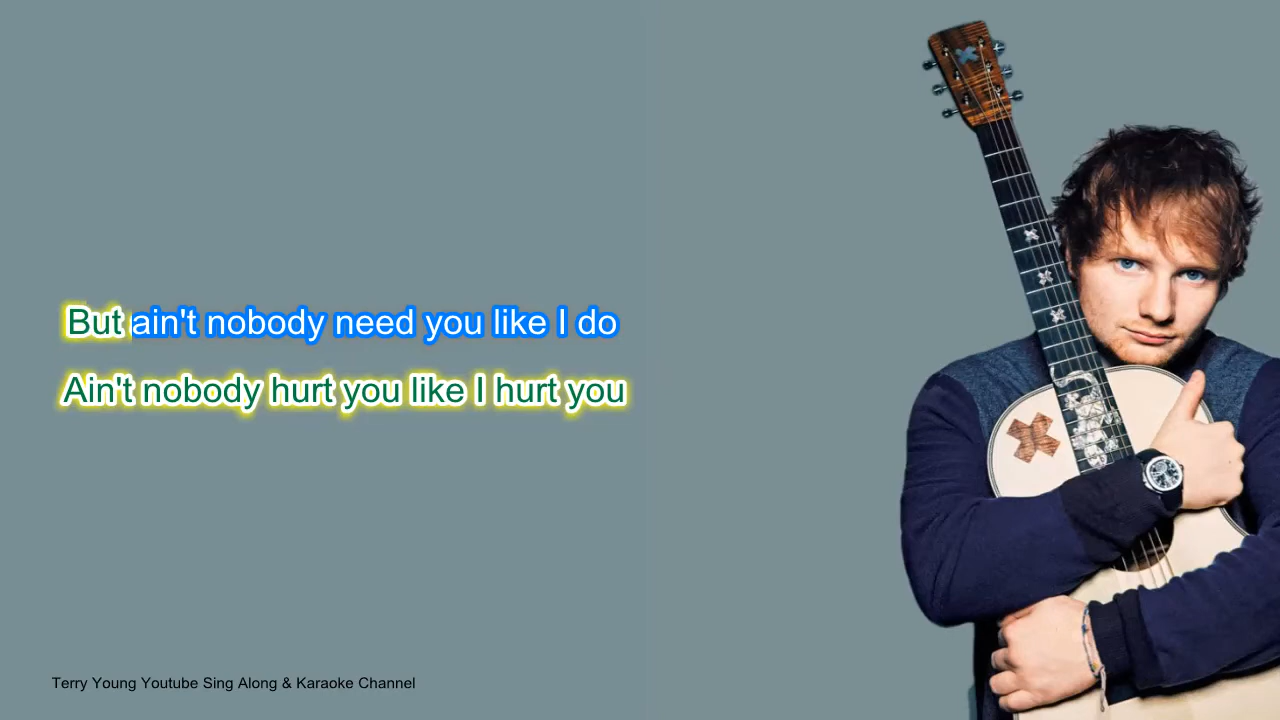 But ain't nobody need you like I do
Ain't nobody hurt you like I hurt you
Terry Young Youtube Sing Along & Karaoke Channel